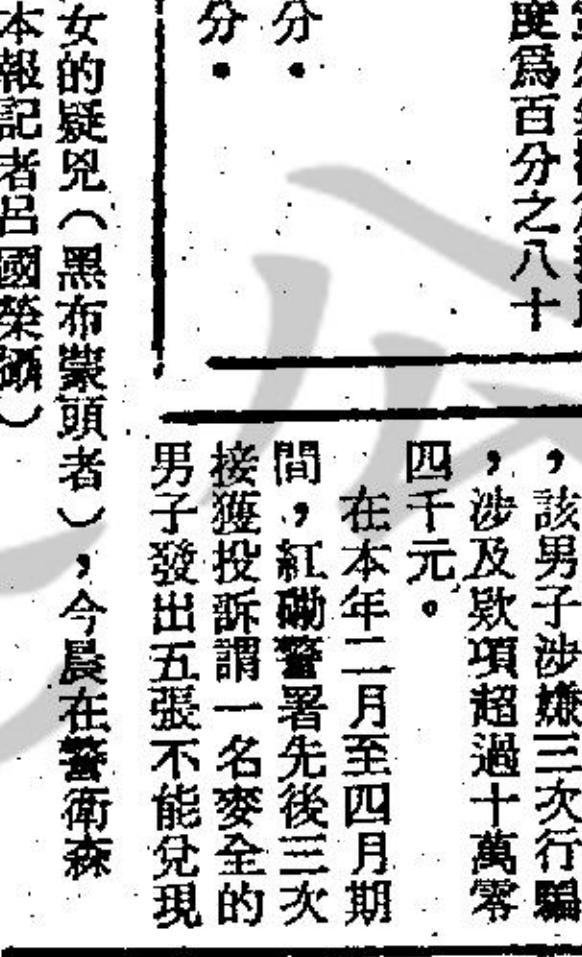 度爲百分之八十
分．
分．
，該男子涉嫌三次行騙
，涉及欵項超過十萬零
四千元。
在本年二月至四月期
間，紅磡警署先後三次
接獲投訴謂一名麥全的
男子發出五張不能兌現
女的疑兇（黑布蒙頭者），今晨在警衛森
本報記者呂國榮攝）